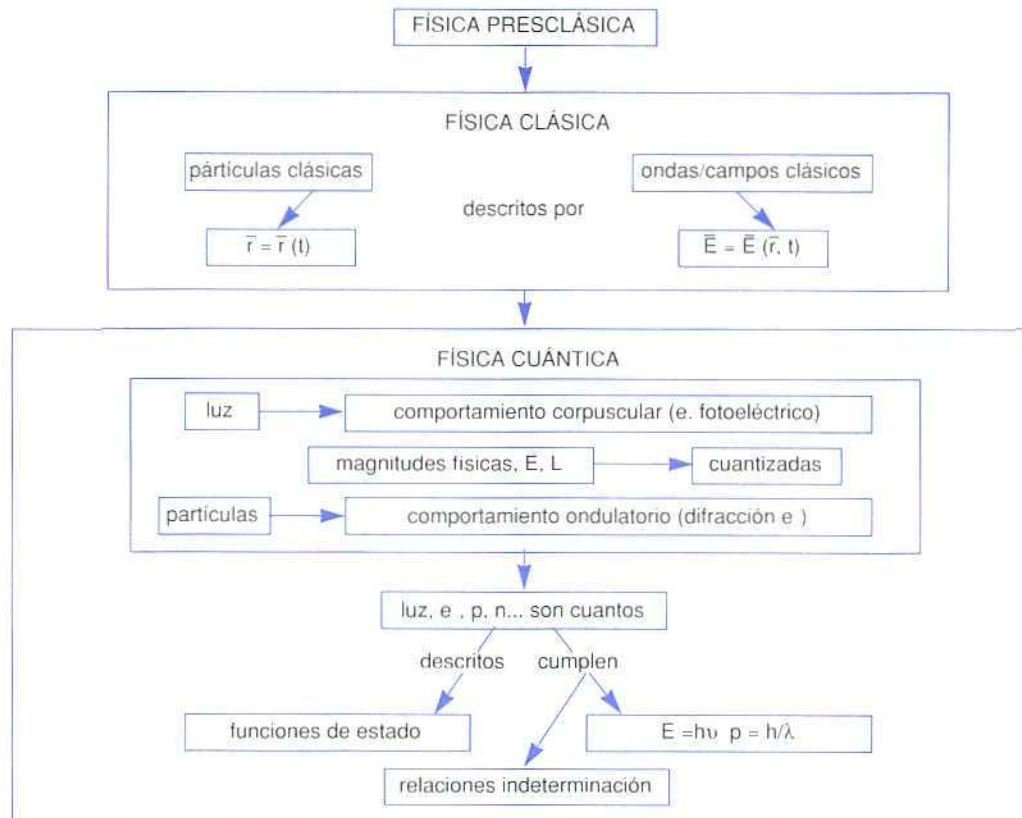 FÍSICA PRESCLÁSICA
FÍSICA CLÁSICA
pártículas clásicas
ondas/campos clásicos
descritos por
r̅ = r̅ (t)
E̅ = E̅ (r̅, t)
FÍSICA CUÁNTICA
luz
comportamiento corpuscular (e. fotoeléctrico)
magnitudes físicas, E, L
cuantizadas
partículas
comportamiento ondulatorio (difracción e )
luz, e , p, n... son cuantos
descritos
cumplen
funciones de estado
E =hυ p = h/λ
relaciones indeterminación